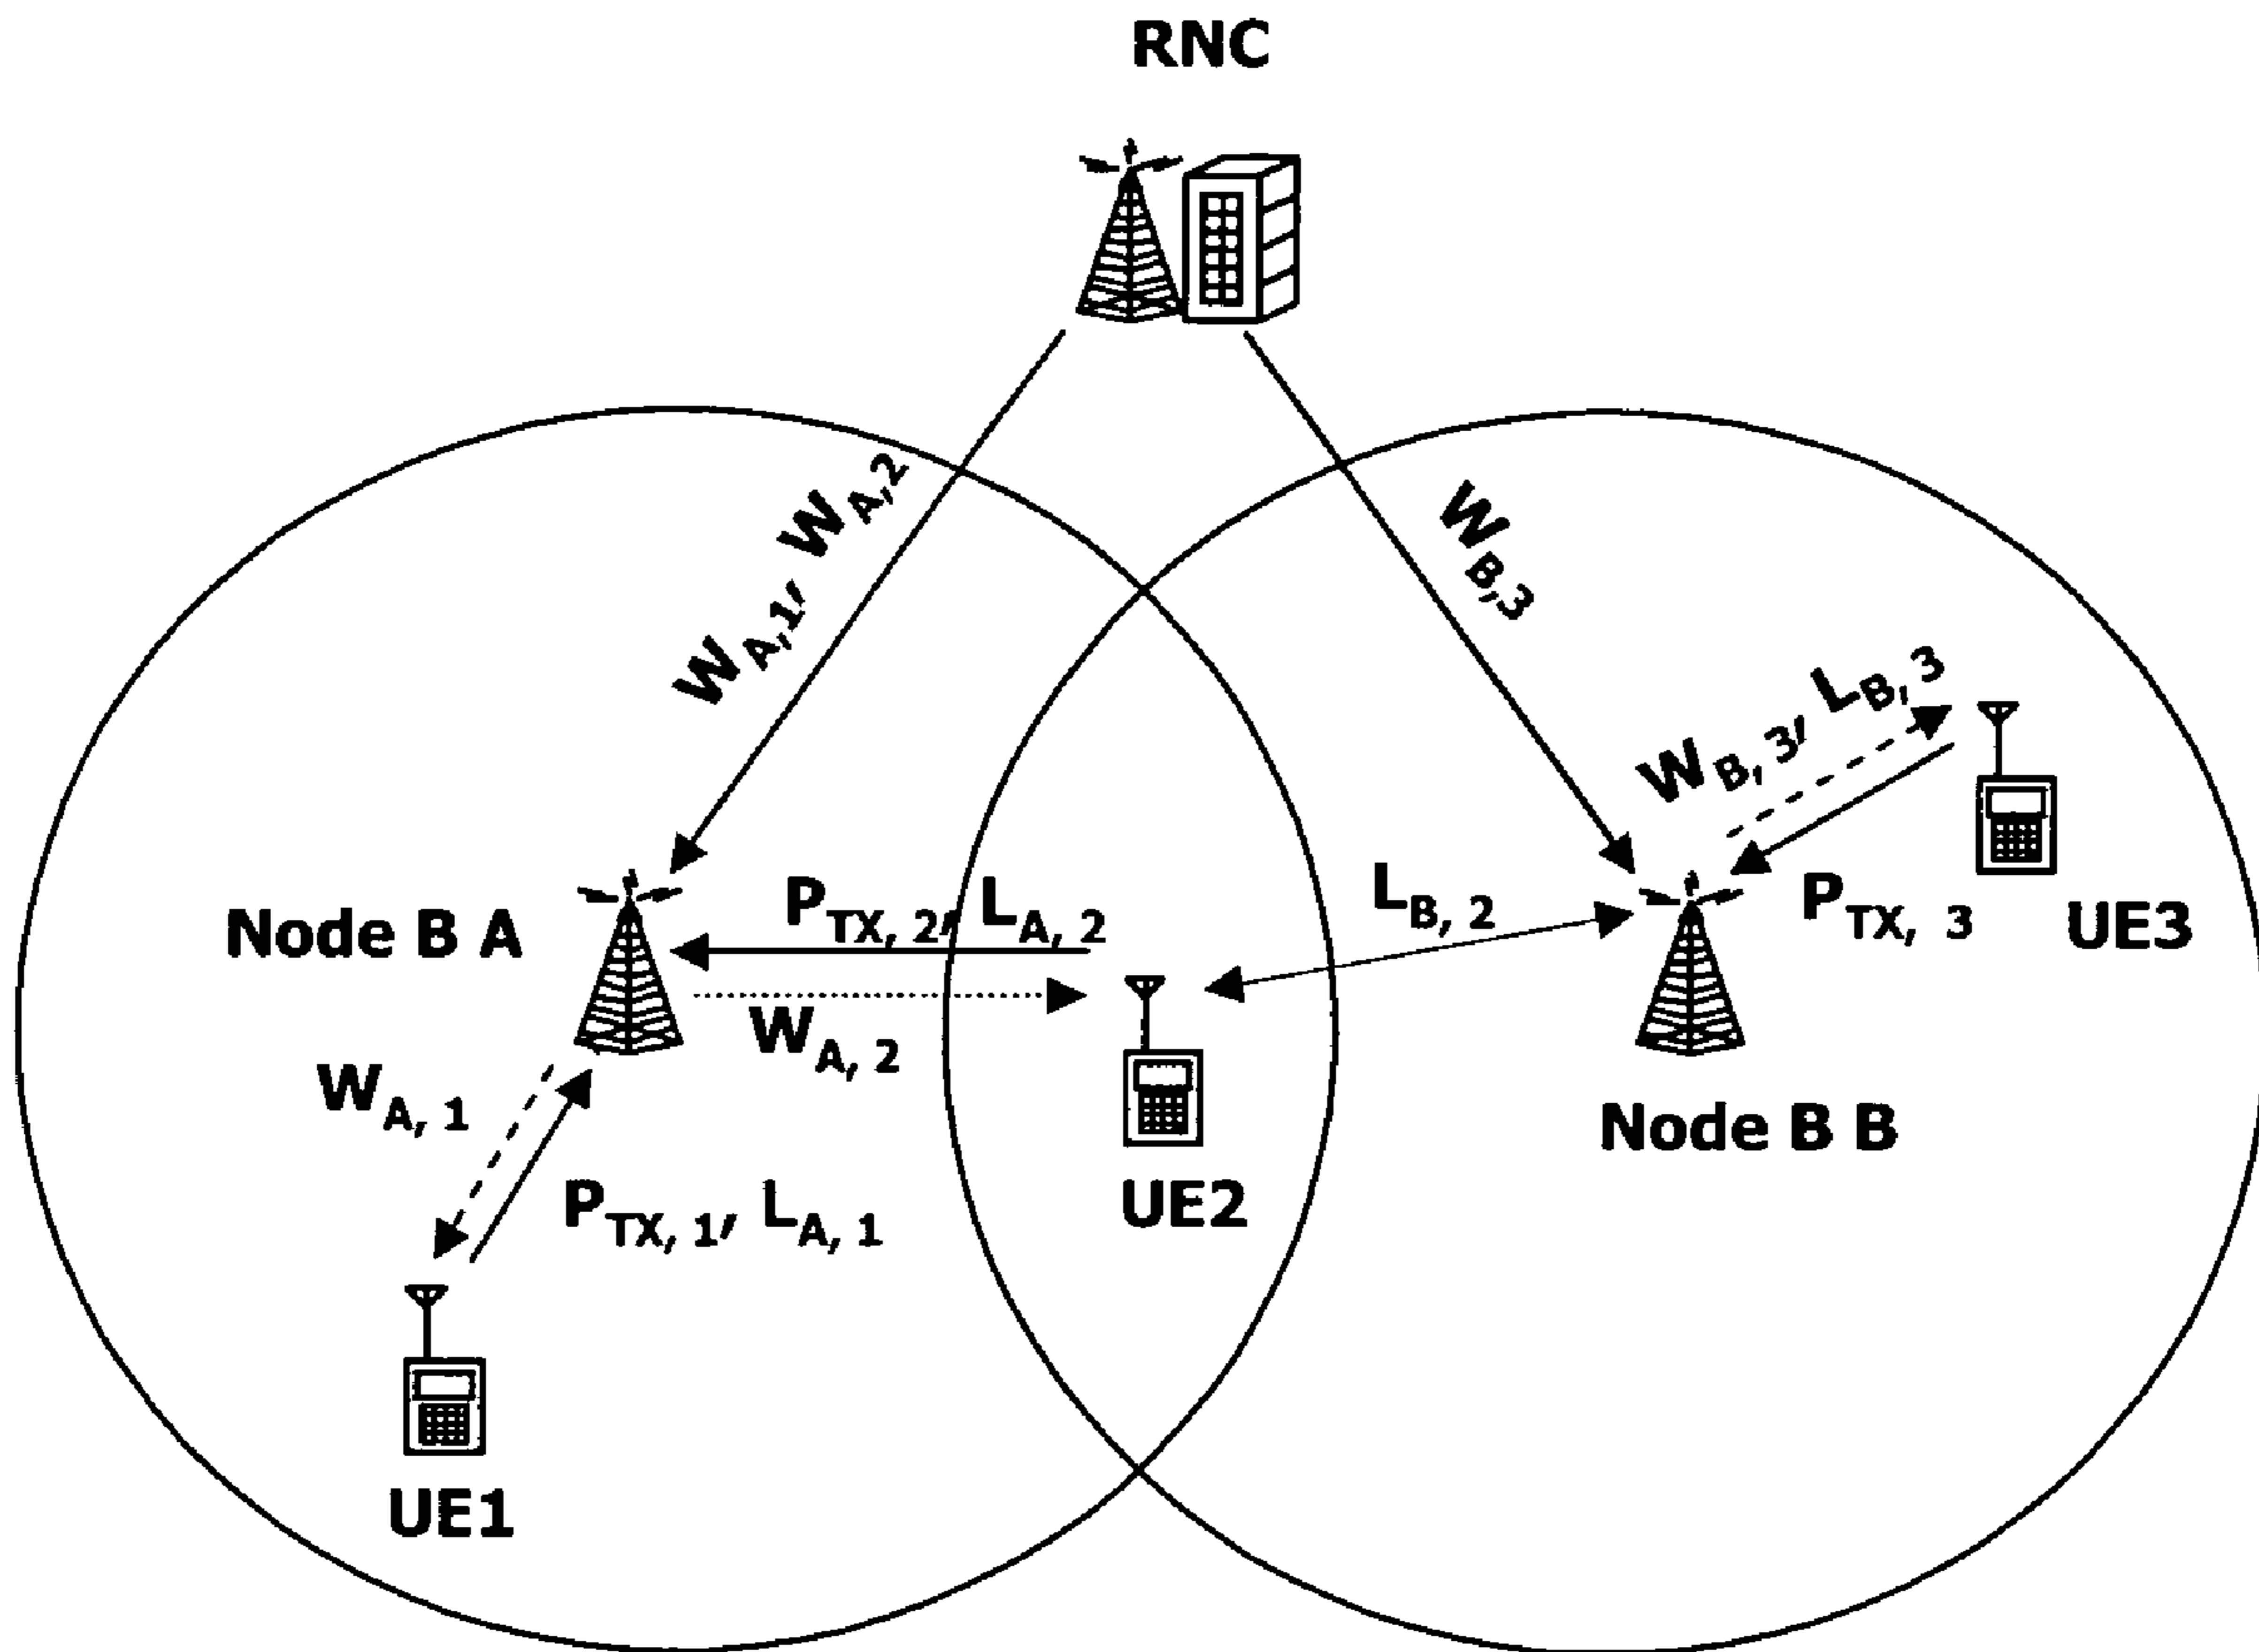 RNC
W_A,1, W_A,2
W_B,3
W_B, 3, L_B, 3
P_TX, 3
UE3
L_B, 2
P_TX, 2, L_A, 2
Node B A
W_A, 2
W_A, 1
Node B B
P_TX, 1, L_A, 1
UE2
UE1